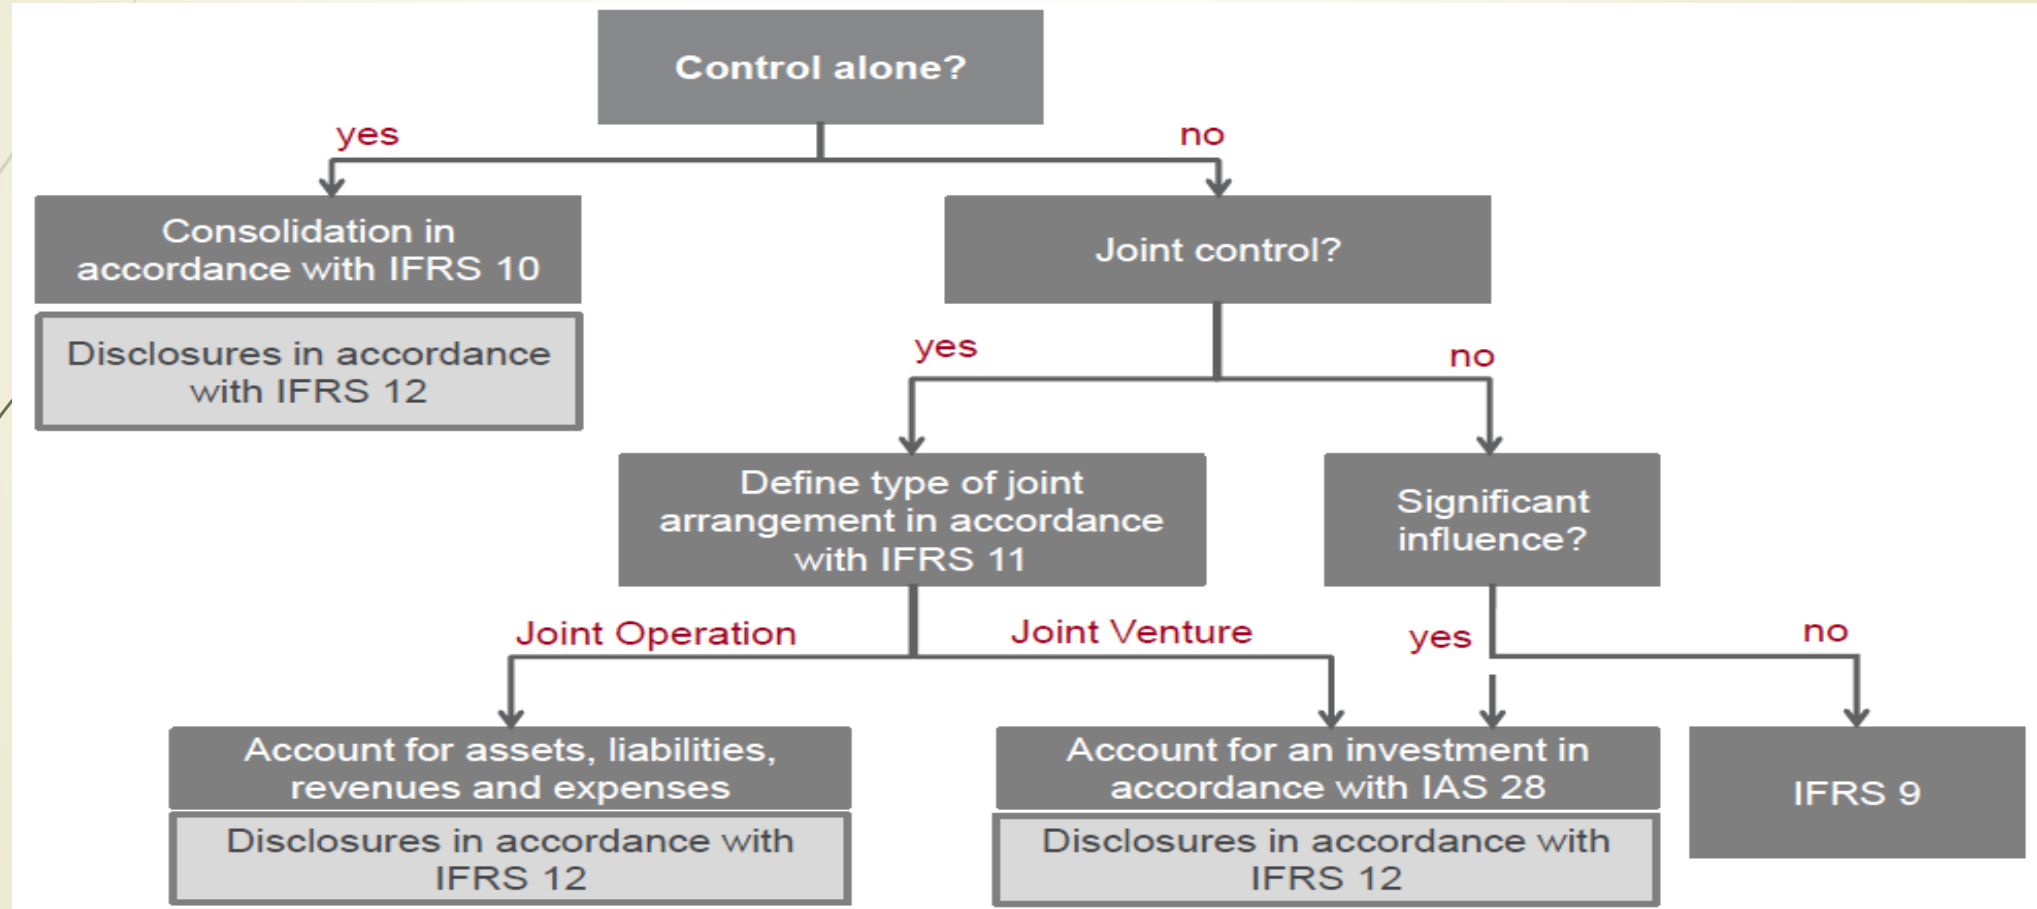 Control alone?
yes
no
Consolidation in
accordance with IFRS 10
Disclosures in accordance
with IFRS 12
Joint control?
yes
no
Define type of joint
arrangement in accordance
with IFRS 11
Significant
influence?
Joint Operation
Joint Venture
yes
no
Account for assets, liabilities,
revenues and expenses
Disclosures in accordance with
IFRS 12
Account for an investment in
accordance with IAS 28
Disclosures in accordance with
IFRS 12
IFRS 9